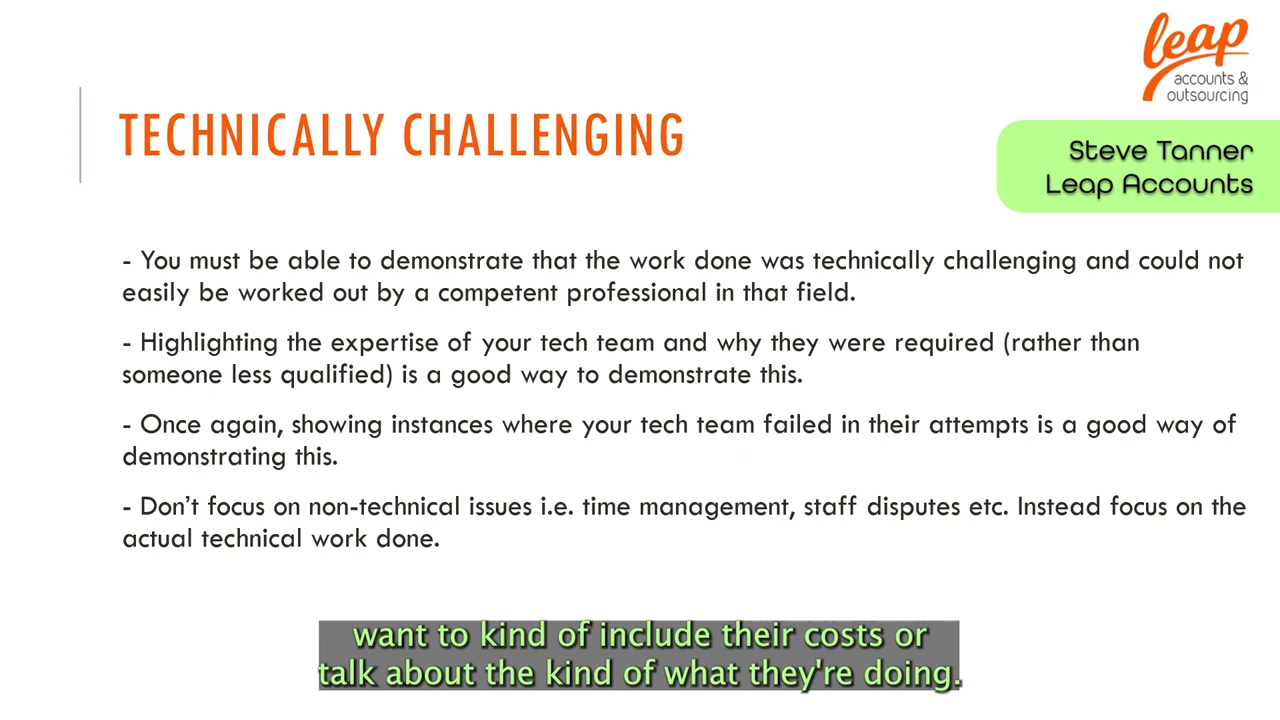 leap
accounts &
outsourcing
TECHNICALLY CHALLENGING
Steve Tanner
Leap Accounts
- You must be able to demonstrate that the work done was technically challenging and could not
easily be worked out by a competent professional in that field.
- Highlighting the expertise of your tech team and why they were required (rather than
someone less qualified) is a good way to demonstrate this.
- Once again, showing instances where your tech team failed in their attempts is a good way of
demonstrating this.
- Don’t focus on non-technical issues i.e. time management, staff disputes etc. Instead focus on the
actual technical work done.
want to kind of include their costs or
talk about the kind of what they're doing.